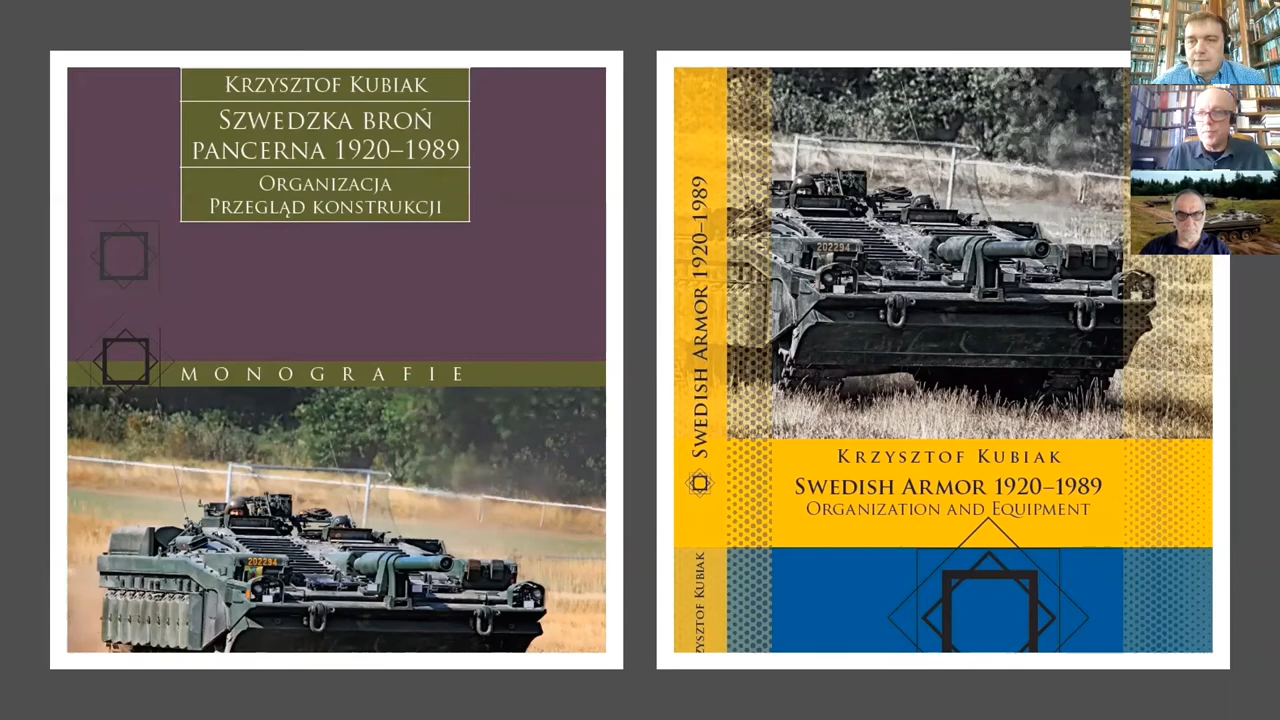 Krzysztof Kubiak
Szwedzka broń
pancerna 1920–1989
Organizacja
Przegląd konstrukcji
MONOGRAFIE
202294
Swedish Armor 1920–1989
202294
Krzysztof Kubiak
Swedish Armor 1920–1989
Organization and Equipment
zysztof Kubiak